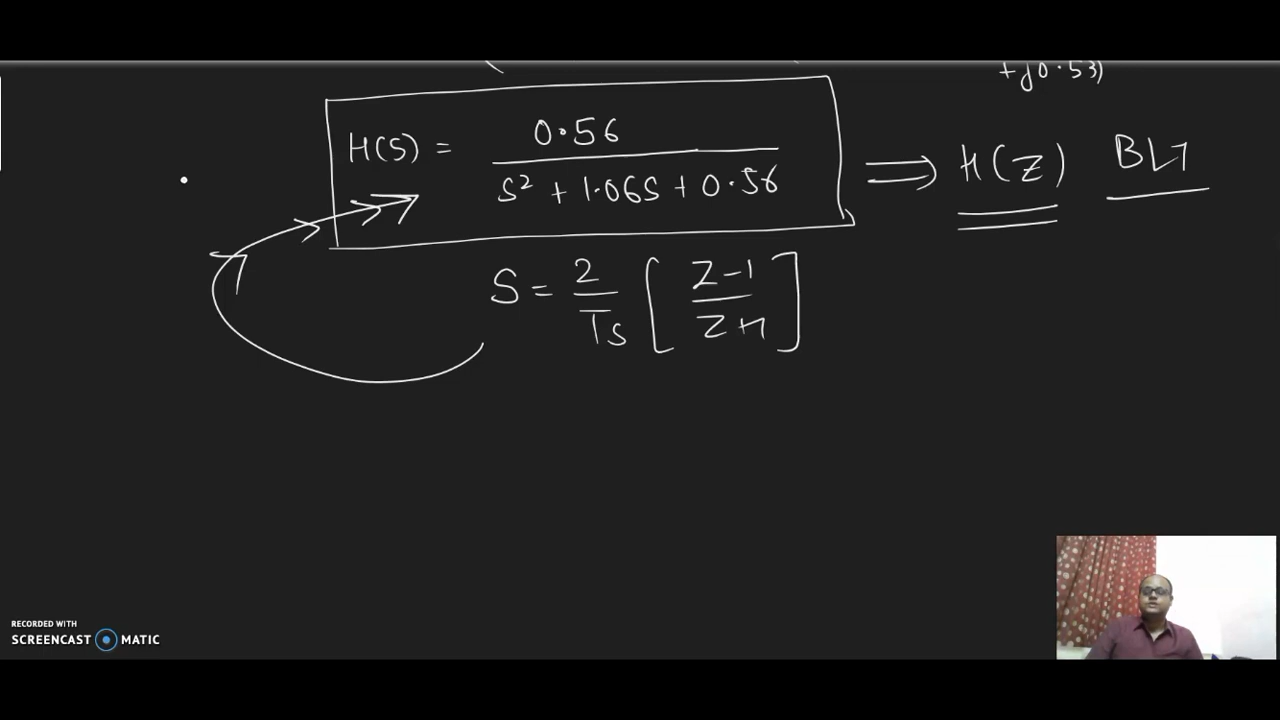 +j0.53)
H(S) = 0.56 / S² + 1.06S + 0.56 ⇒ H(Z) BLT
S = 2/Ts [ Z-1 / Z+1 ]
RECORDED WITH
SCREENCAST MATIC